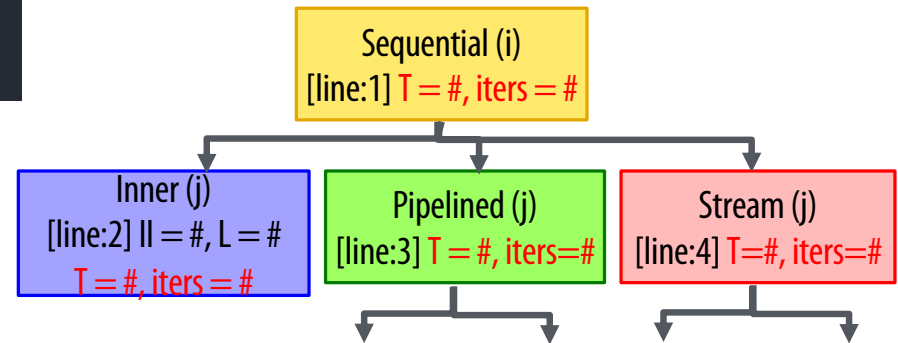 Sequential (i)
[line:1] T = #, iters = #
Inner (j)
[line:2] II = #, L = #
T = #, iters = #
Pipelined (j)
[line:3] T = #, iters=#
Stream (j)
[line:4] T=#, iters=#